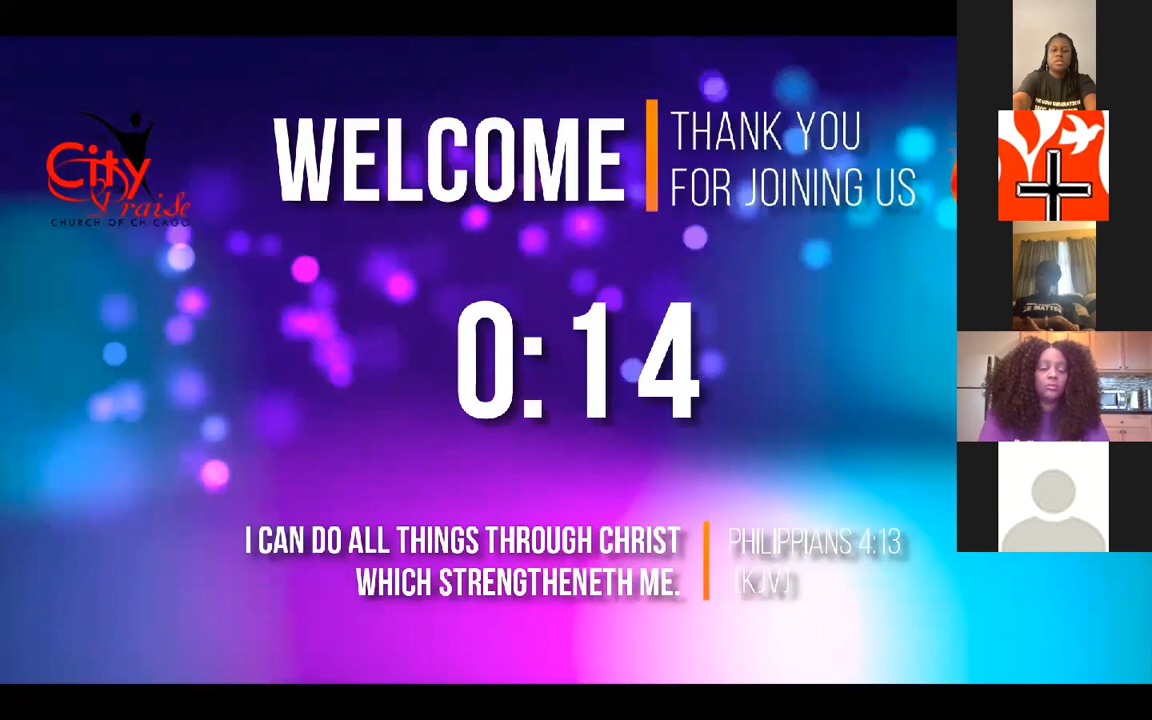 City
Praise
CHURCH OF CHICAGO
WELCOME
THANK YOU
FOR JOINING US
0:14
I CAN DO ALL THINGS THROUGH CHRIST
WHICH STRENGTHENETH ME.
PHILIPPIANS 4:13
(KJV)